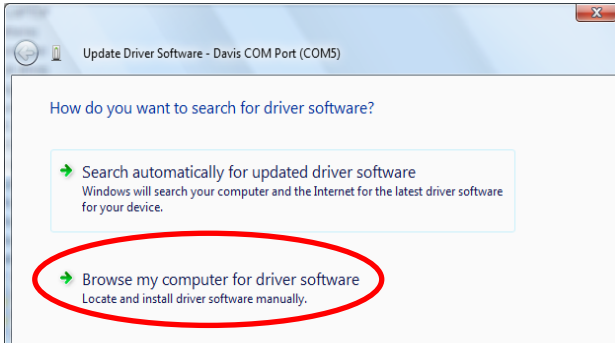 Update Driver Software - Davis COM Port (COM5)
How do you want to search for driver software?
Search automatically for updated driver software
Windows will search your computer and the Internet for the latest driver software
for your device.
Browse my computer for driver software
Locate and install driver software manually.